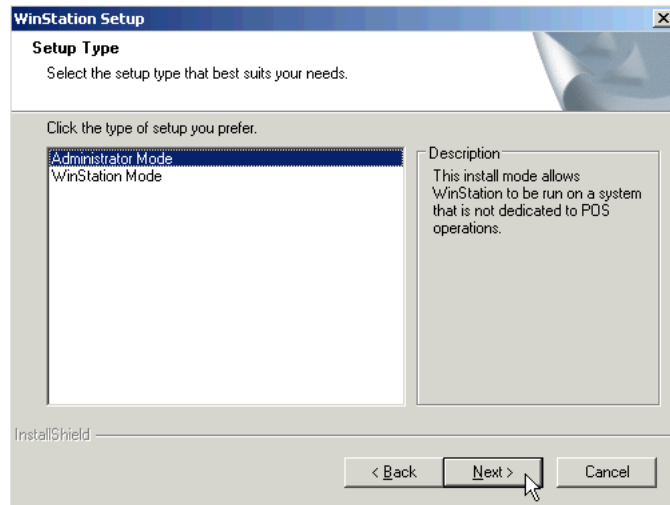 WinStation Setup
Setup Type
Select the setup type that best suits your needs.
Click the type of setup you prefer.
Administrator Mode
WinStation Mode
Description
This install mode allows
WinStation to be run on a system
that is not dedicated to POS
operations.
InstallShield
< Back
Next >
Cancel